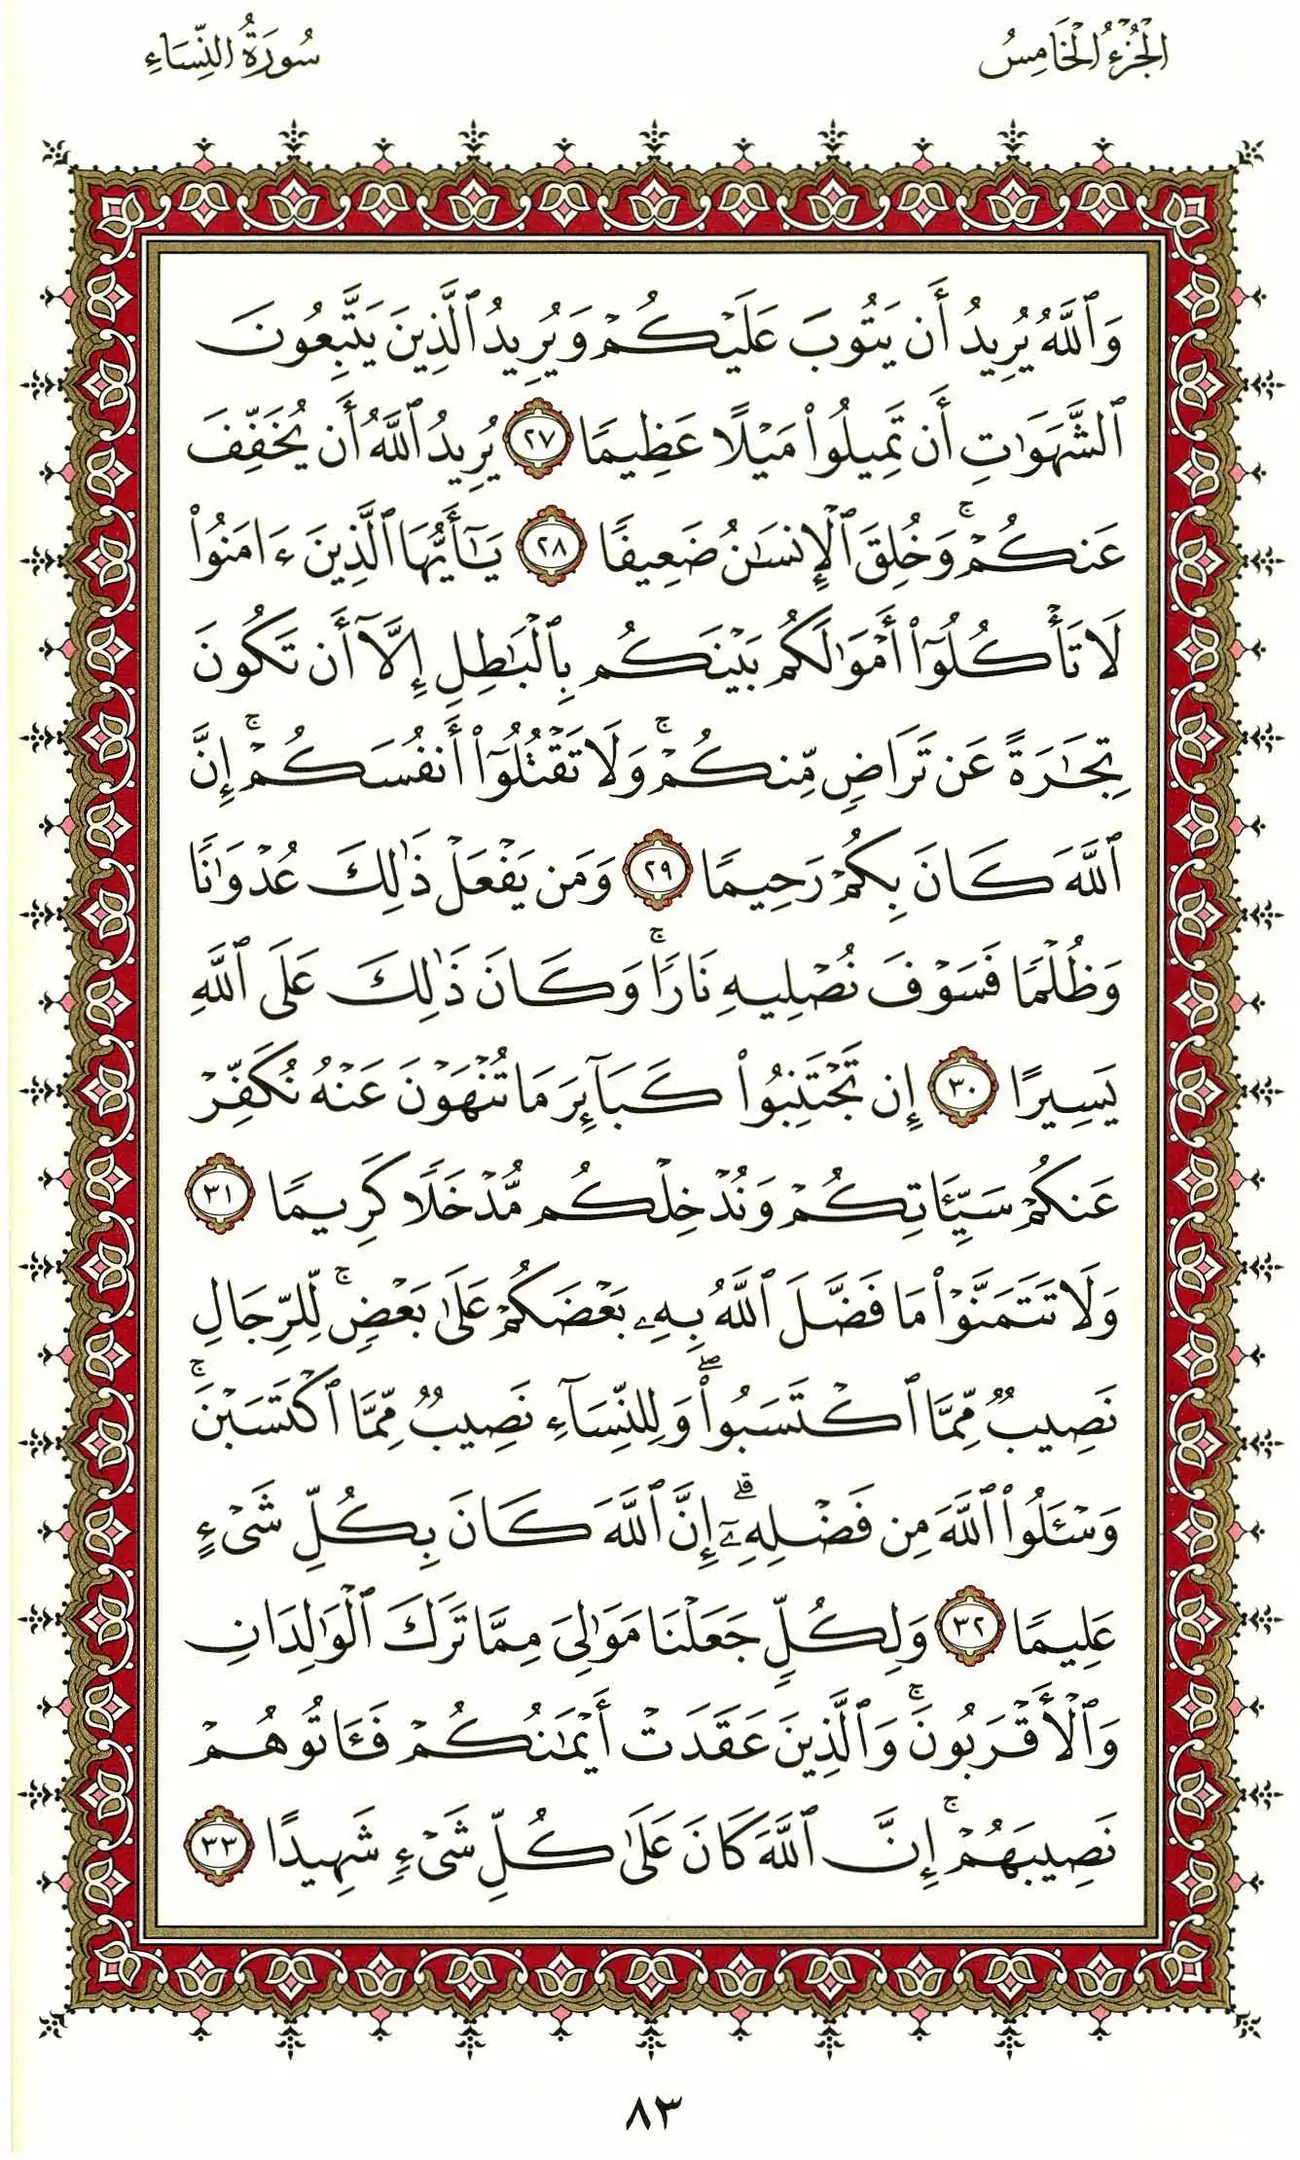 الْجُزْءُ الْخَامِسُ
سُورَةُ النِّسَاءِ
وَٱللَّهُ يُرِيدُ أَن يَتُوبَ عَلَيْكُمْ وَيُرِيدُ ٱلَّذِينَ يَتَّبِعُونَ
ٱلشَّهَوَٰتِ أَن تَمِيلُوا۟ مَيْلًا عَظِيمًا ٢٧ يُرِيدُ ٱللَّهُ أَن يُخَفِّفَ
عَنكُمْ ۚ وَخُلِقَ ٱلْإِنسَٰنُ ضَعِيفًا ٢٨ يَٰٓأَيُّهَا ٱلَّذِينَ ءَامَنُوا۟
لَا تَأْكُلُوٓا۟ أَمْوَٰلَكُم بَيْنَكُم بِٱلْبَٰطِلِ إِلَّآ أَن تَكُونَ
تِجَٰرَةً عَن تَرَاضٍ مِّنكُمْ ۚ وَلَا تَقْتُلُوٓا۟ أَنفُسَكُمْ ۚ إِنَّ
ٱللَّهَ كَانَ بِكُمْ رَحِيمًا ٢٩ وَمَن يَفْعَلْ ذَٰلِكَ عُدْوَٰنًا
وَظُلْمًا فَسَوْفَ نُصْلِيهِ نَارًا ۚ وَكَانَ ذَٰلِكَ عَلَى ٱللَّهِ
يَسِيرًا ٣٠ إِن تَجْتَنِبُوا۟ كَبَآئِرَ مَا تُنْهَوْنَ عَنْهُ نُكَفِّرْ
عَنكُمْ سَيِّـَٔاتِكُمْ وَنُدْخِلْكُم مُّدْخَلًا كَرِيمًا ٣١
وَلَا تَتَمَنَّوْا۟ مَا فَضَّلَ ٱللَّهُ بِهِۦ بَعْضَكُمْ عَلَىٰ بَعْضٍ ۚ لِّلرِّجَالِ
نَصِيبٌ مِّمَّا ٱكْتَسَبُوا۟ ۖ وَلِلنِّسَآءِ نَصِيبٌ مِّمَّا ٱكْتَسَبْنَ ۚ
وَسْـَٔلُوا۟ ٱللَّهَ مِن فَضْلِهِۦٓ ۗ إِنَّ ٱللَّهَ كَانَ بِكُلِّ شَىْءٍ
عَلِيمًا ٣٢ وَلِكُلٍّ جَعَلْنَا مَوَٰلِىَ مِمَّا تَرَكَ ٱلْوَٰلِدَانِ
وَٱلْأَقْرَبُونَ ۚ وَٱلَّذِينَ عَقَدَتْ أَيْمَٰنُكُمْ فَـَٔاتُوهُمْ
نَصِيبَهُمْ ۚ إِنَّ ٱللَّهَ كَانَ عَلَىٰ كُلِّ شَىْءٍ شَهِيدًا ٣٣
٨٣